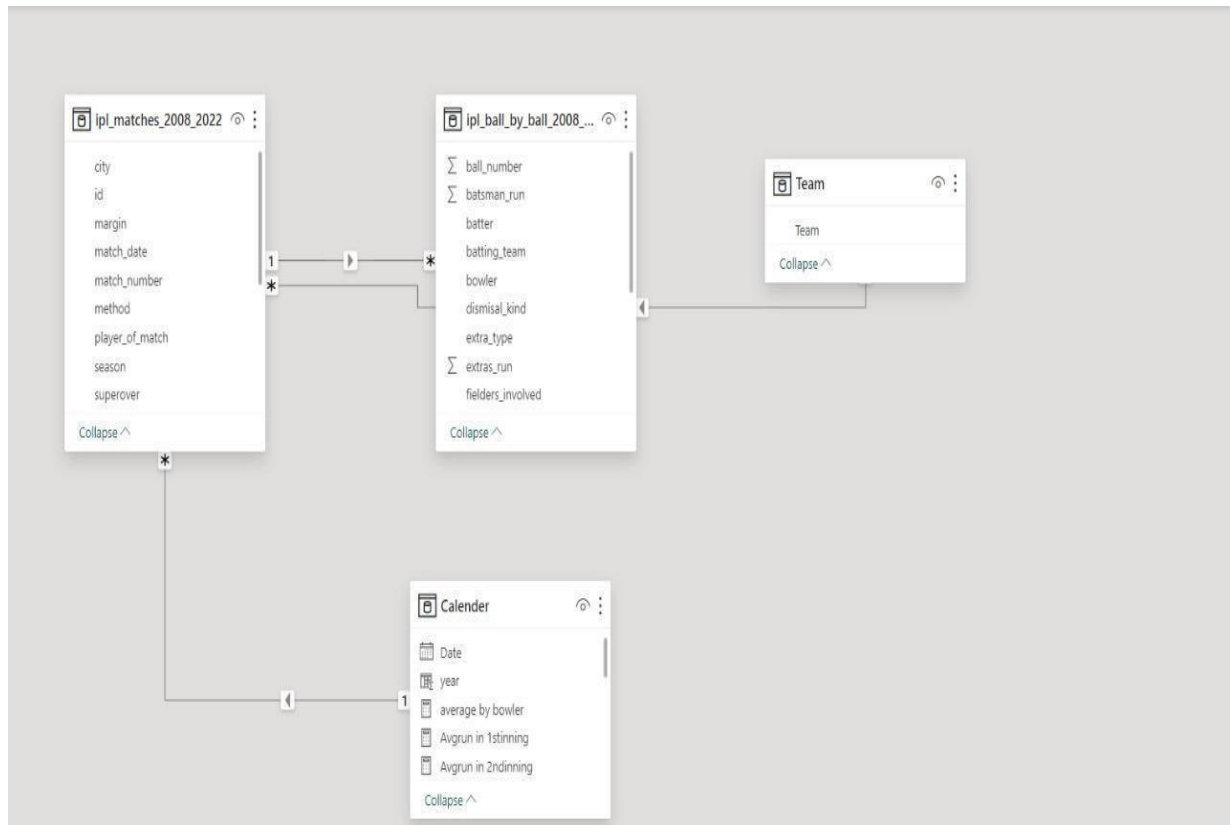 ipl_matches_2008_2022
city
id
margin
match_date
match_number
method
player_of_match
season
superover
Collapse
ipl_ball_by_ball_2008_...
ball_number
batsman_run
batter
batting_team
bowler
dismisal_kind
extra_type
extras_run
fielders_involved
Collapse
Team
Team
Collapse
1
*
*
*
*
1
Calender
Date
year
average by bowler
Avgrun in 1stinning
Avgrun in 2ndinning
Collapse